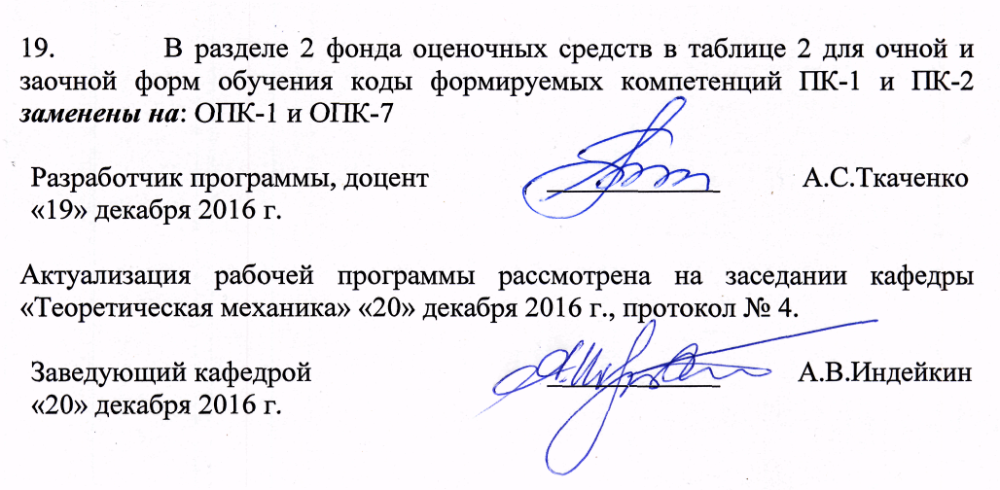 19. В разделе 2 фонда оценочных средств в таблице 2 для очной и
заочной форм обучения коды формируемых компетенций ПК-1 и ПК-2
заменены на: ОПК-1 и ОПК-7
Разработчик программы, доцент А.С.Ткаченко
«19» декабря 2016 г.
Актуализация рабочей программы рассмотрена на заседании кафедры
«Теоретическая механика» «20» декабря 2016 г., протокол № 4.
Заведующий кафедрой А.В.Индейкин
«20» декабря 2016 г.